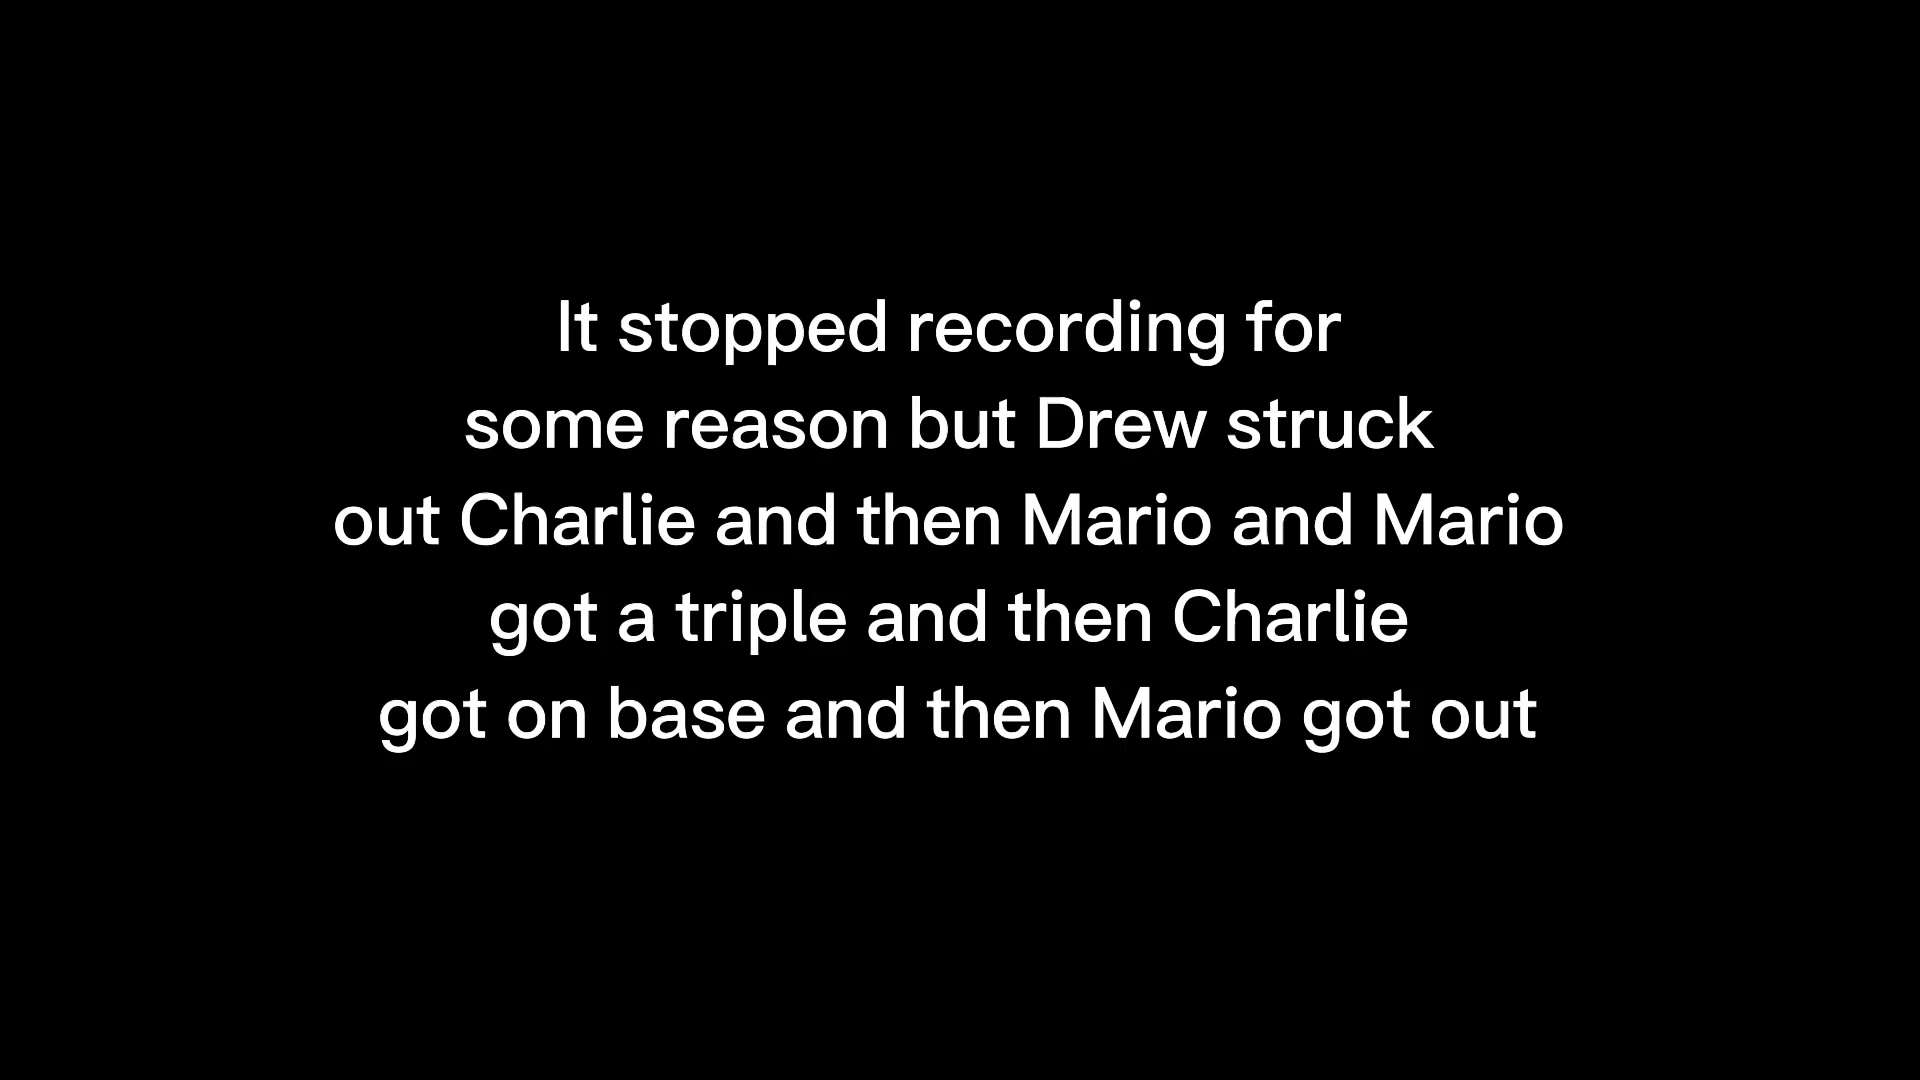 It stopped recording for
some reason but Drew struck
out Charlie and then Mario and Mario
got a triple and then Charlie
got on base and then Mario got out